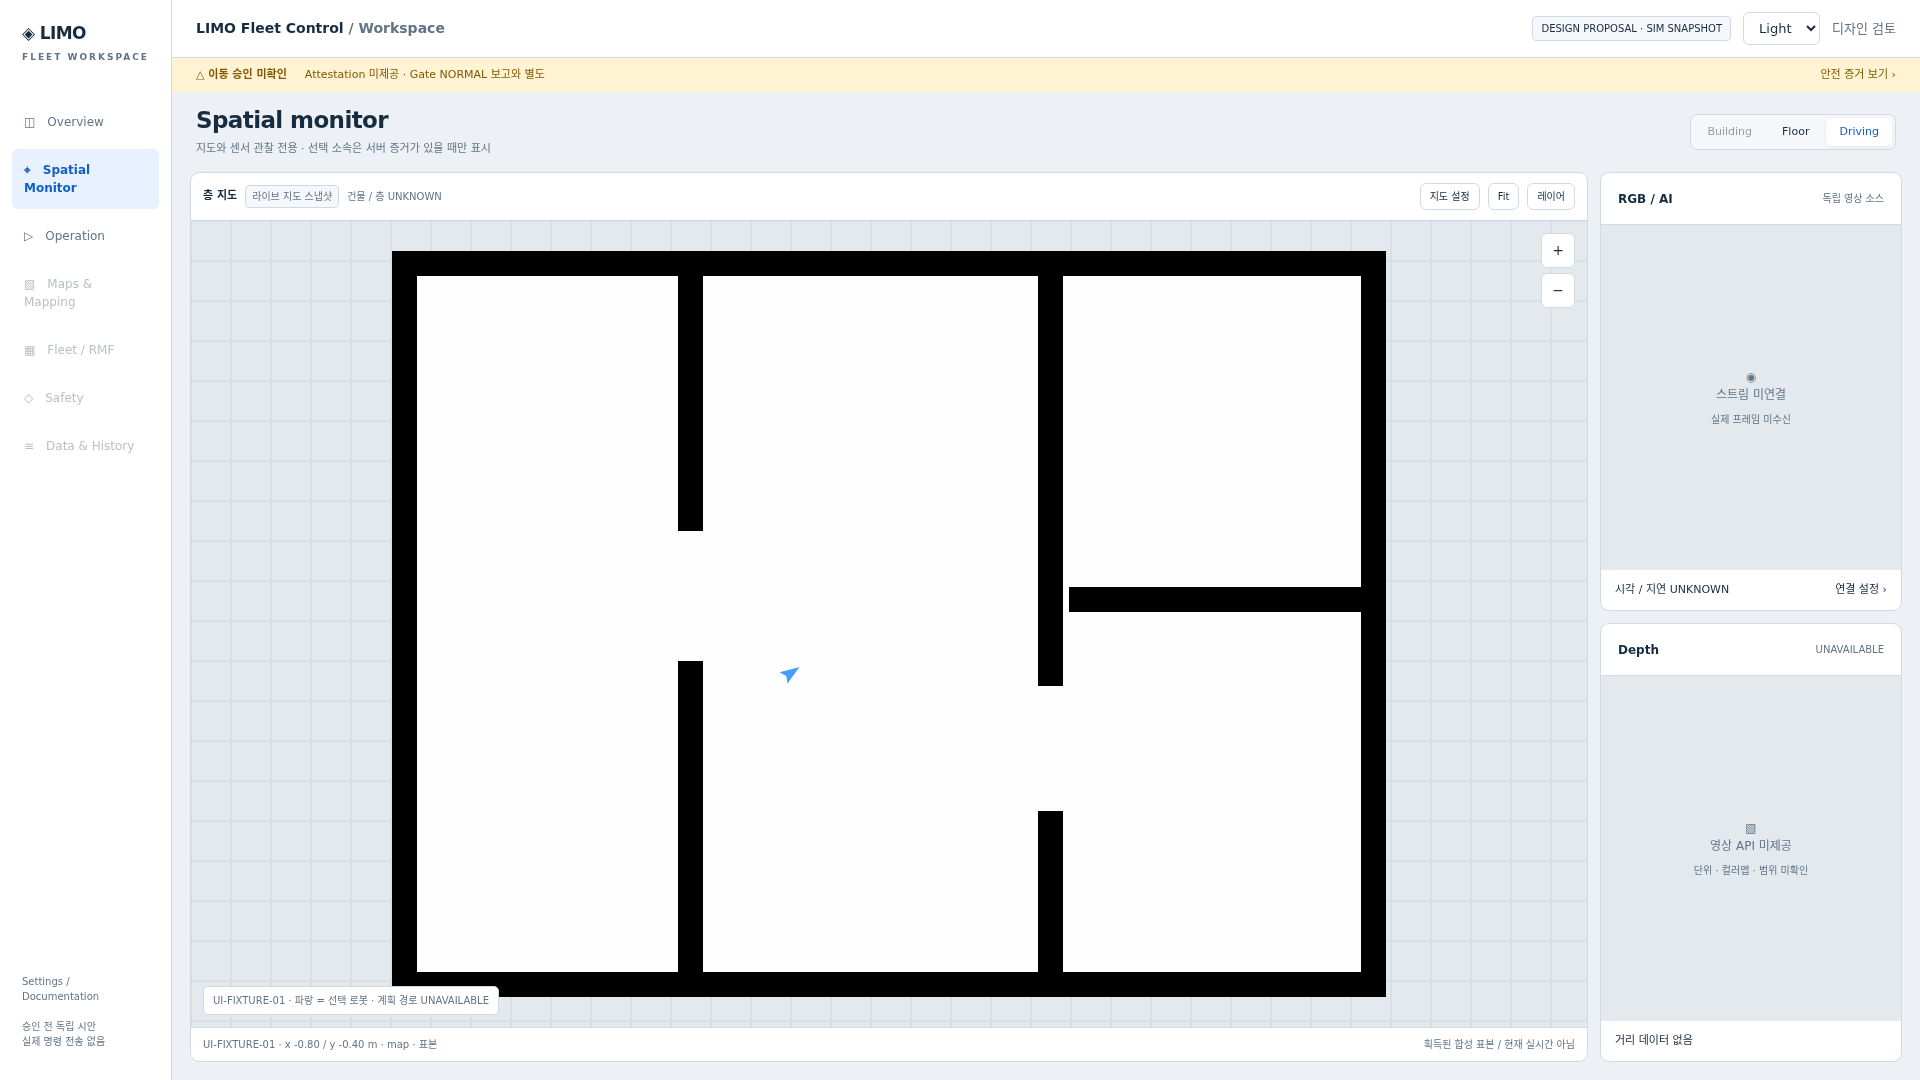 ◈ LIMO
FLEET WORKSPACE
Overview
Spatial
Monitor
Operation
Maps &
Mapping
Fleet / RMF
Safety
Data & History
Settings /
Documentation
승인 전 독립 시안
실제 명령 전송 없음
LIMO Fleet Control / Workspace
DESIGN PROPOSAL · SIM SNAPSHOT
Light
디자인 검토
△ 이동 승인 미확인
Attestation 미제공 · Gate NORMAL 보고와 별도
안전 증거 보기 ›
Spatial monitor
지도와 센서 관찰 전용 · 선택 소속은 서버 증거가 있을 때만 표시
Building
Floor
Driving
층 지도
라이브 지도 스냅샷
건물 / 층 UNKNOWN
지도 설정
Fit
레이어
+
−
UI-FIXTURE-01 · 파랑 = 선택 로봇 · 계획 경로 UNAVAILABLE
UI-FIXTURE-01 · x -0.80 / y -0.40 m · map · 표본
획득된 합성 표본 / 현재 실시간 아님
RGB / AI
독립 영상 소스
스트림 미연결
실제 프레임 미수신
시각 / 지연 UNKNOWN
연결 설정 ›
Depth
UNAVAILABLE
영상 API 미제공
단위 · 컬러맵 · 범위 미확인
거리 데이터 없음